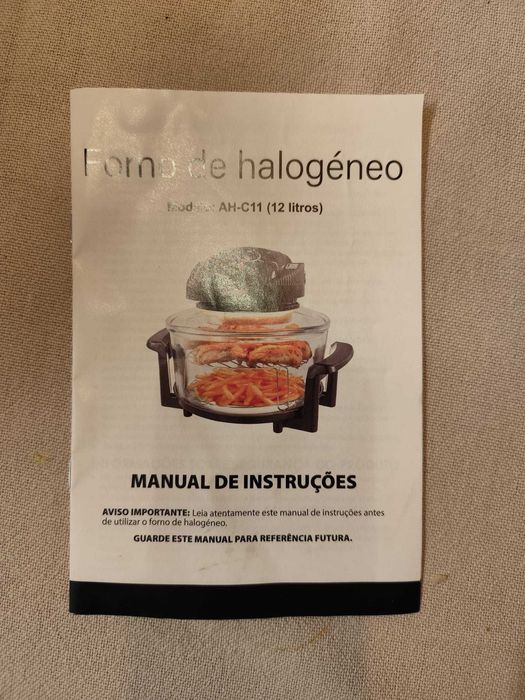 Forno de halogéneo
Modelo: AH-C11 (12 litros)
MANUAL DE INSTRUÇÕES
AVISO IMPORTANTE: Leia atentamente este manual de instruções antes
de utilizar o forno de halogéneo.
GUARDE ESTE MANUAL PARA REFERÊNCIA FUTURA.